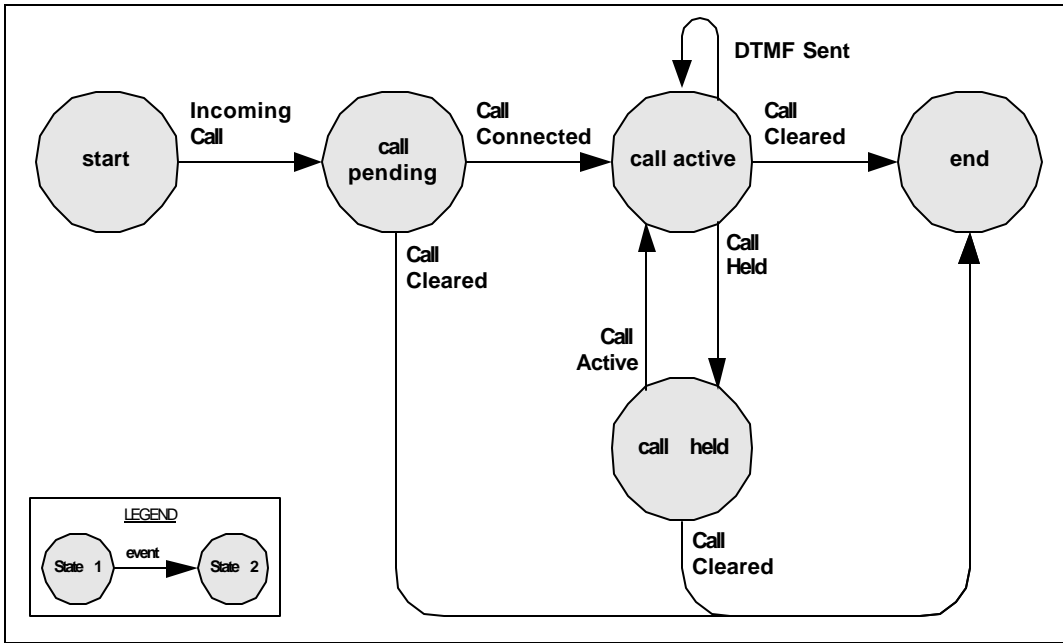 DTMF Sent
Incoming
Call
Call
Connected
Call
Cleared
start
call
pending
call active
end
Call
Cleared
Call
Held
Call
Active
call held
Call
Cleared
LEGEND
State 1
event
State 2